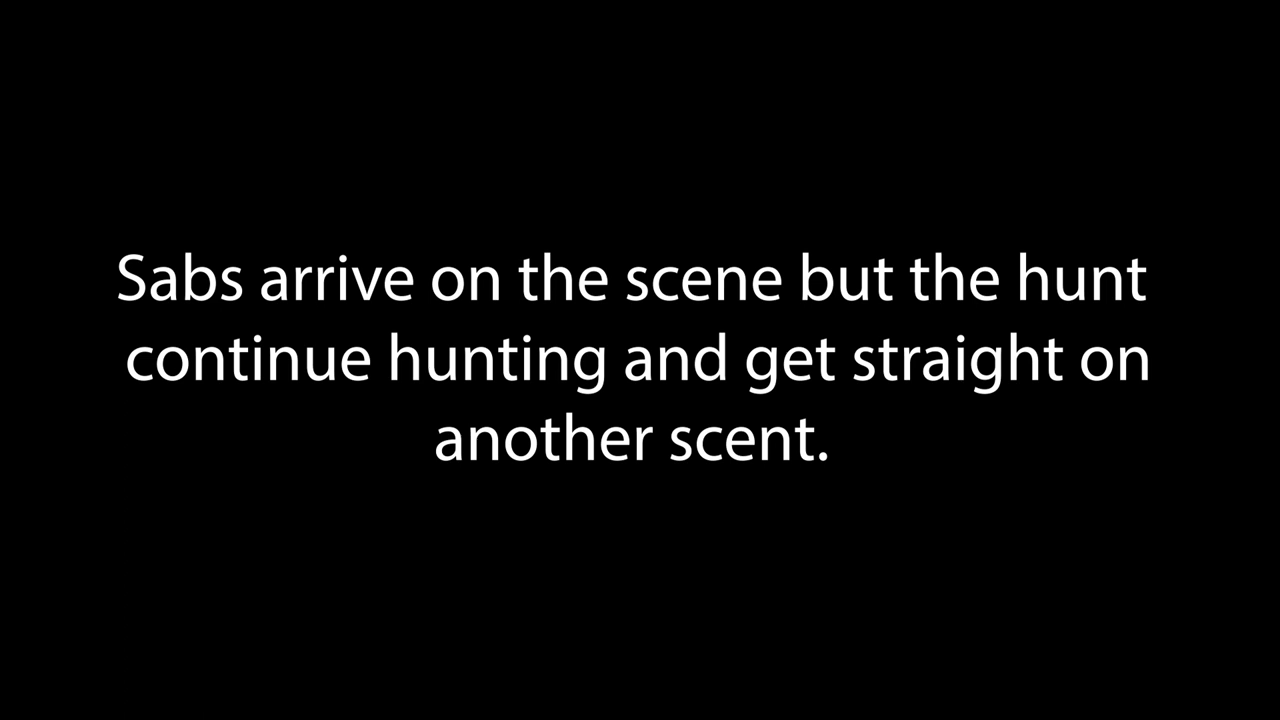 Sabs arrive on the scene but the hunt
continue hunting and get straight on
another scent.